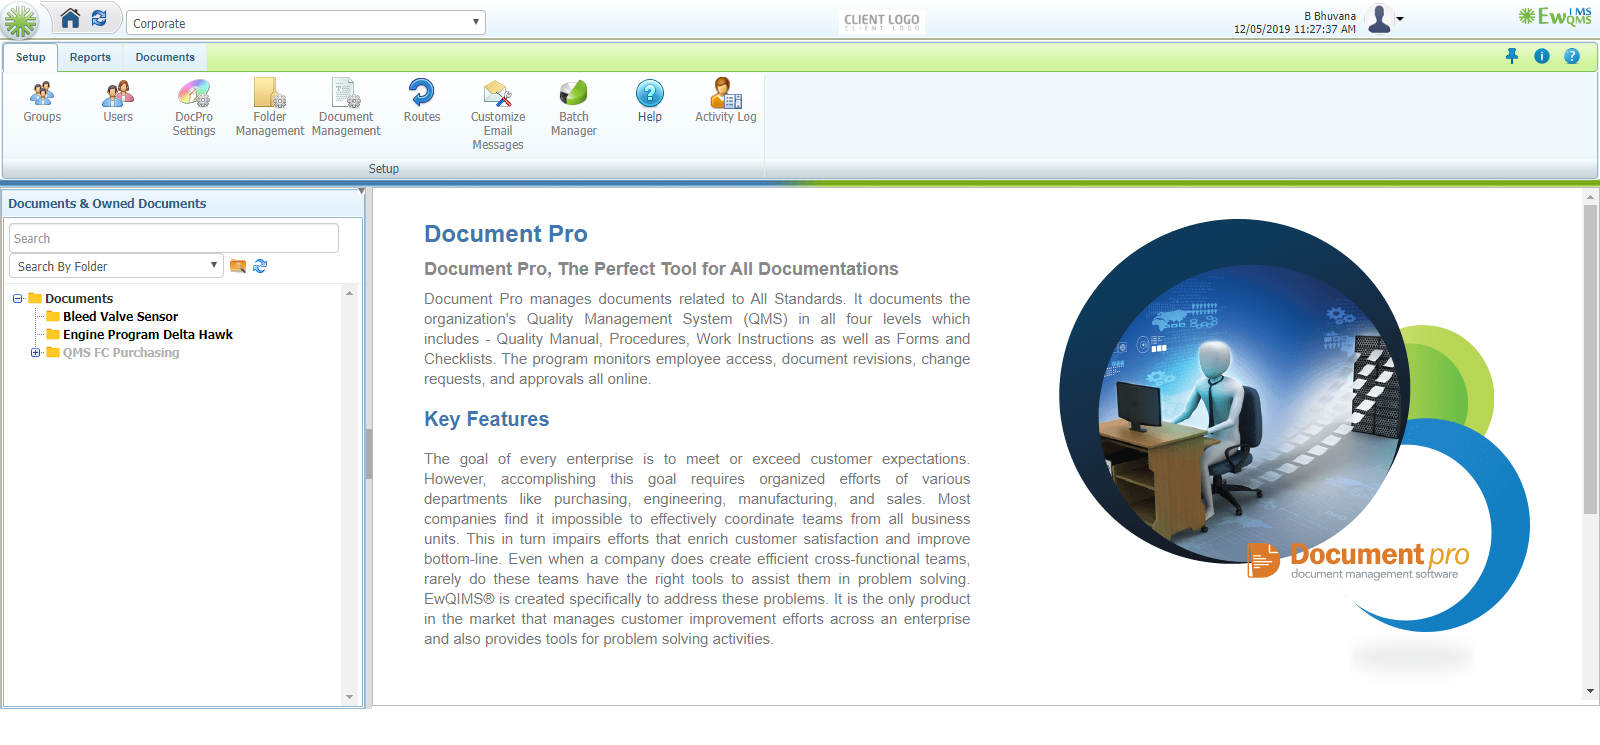 Corporate
CLIENT LOGO
CLIENT LOGO
B Bhuvana
12/05/2019 11:27:37 AM
EwQIMS
QMS
Setup Reports Documents
Groups
Users
DocPro
Settings
Folder
Management
Document
Management
Routes
Customize
Email
Messages
Batch
Manager
Help
Activity Log
Setup
Documents & Owned Documents
Search
Search By Folder
Documents
Bleed Valve Sensor
Engine Program Delta Hawk
QMS FC Purchasing
Document Pro
Document Pro, The Perfect Tool for All Documentations
Document Pro manages documents related to All Standards. It documents the
organization's Quality Management System (QMS) in all four levels which
includes - Quality Manual, Procedures, Work Instructions as well as Forms and
Checklists. The program monitors employee access, document revisions, change
requests, and approvals all online.
Key Features
The goal of every enterprise is to meet or exceed customer expectations.
However, accomplishing this goal requires organized efforts of various
departments like purchasing, engineering, manufacturing, and sales. Most
companies find it impossible to effectively coordinate teams from all business
units. This in turn impairs efforts that enrich customer satisfaction and improve
bottom-line. Even when a company does create efficient cross-functional teams,
rarely do these teams have the right tools to assist them in problem solving.
EwQIMS® is created specifically to address these problems. It is the only product
in the market that manages customer improvement efforts across an enterprise
and also provides tools for problem solving activities.
Document pro
document management software